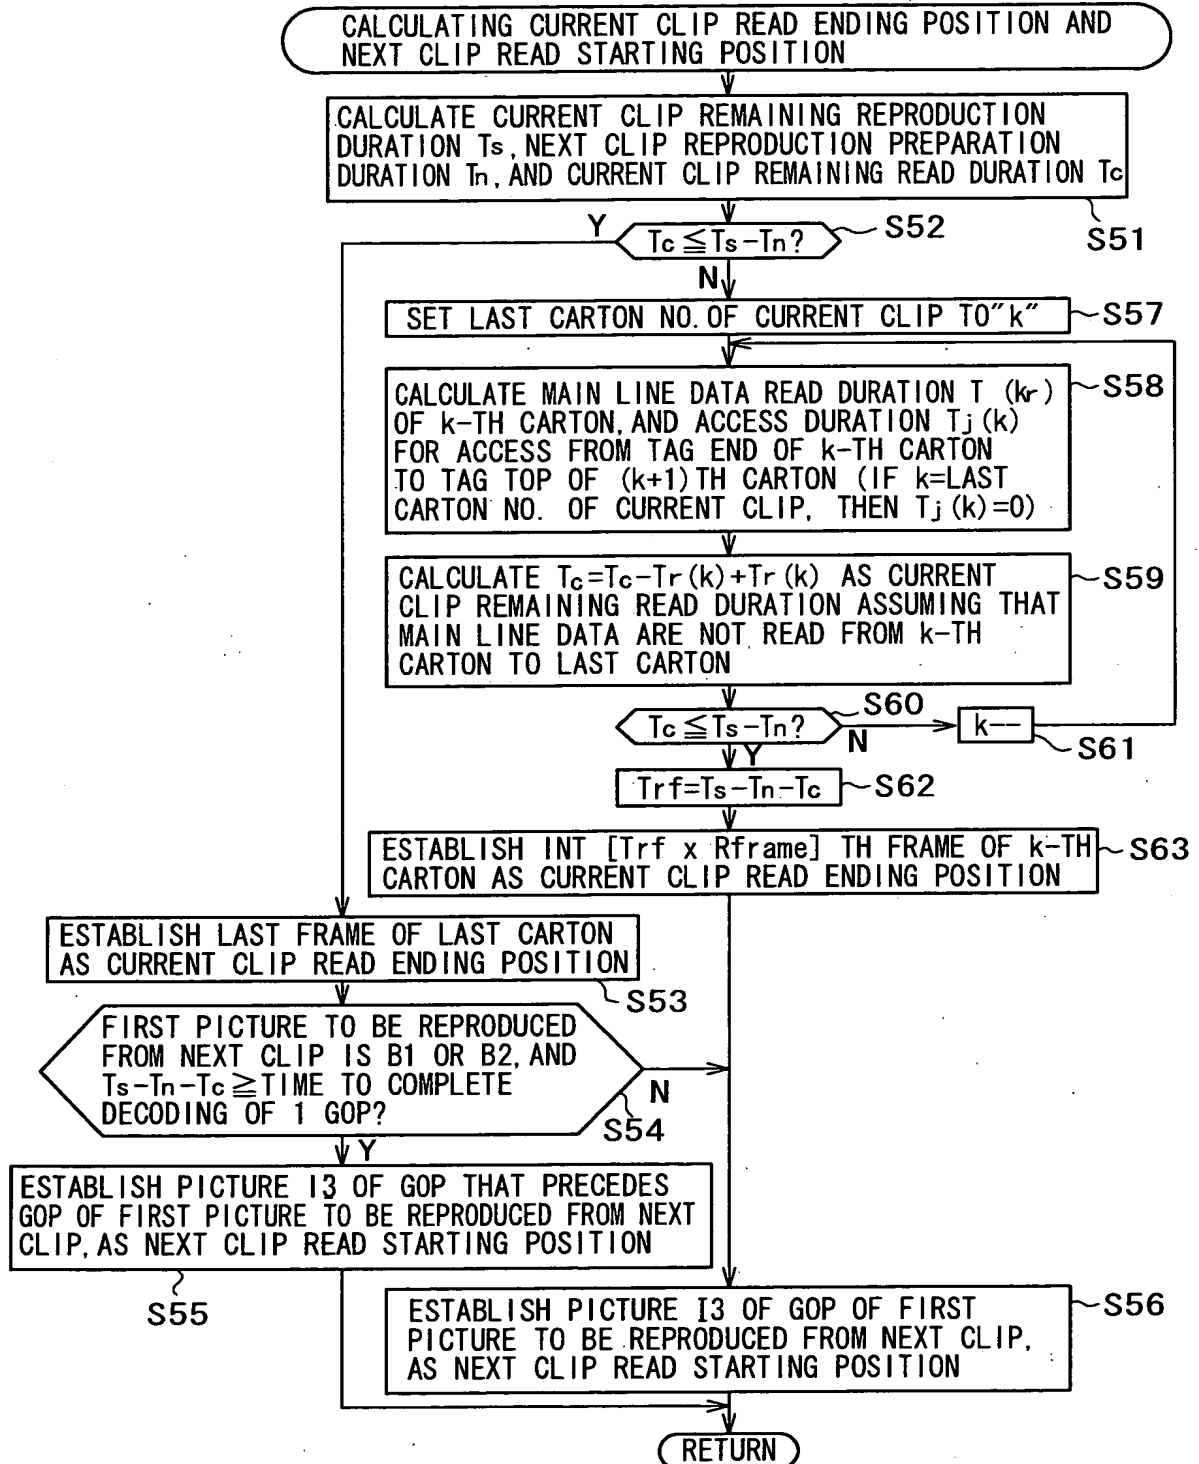 CALCULATING CURRENT CLIP READ ENDING POSITION AND
NEXT CLIP READ STARTING POSITION
CALCULATE CURRENT CLIP REMAINING REPRODUCTION
DURATION Ts, NEXT CLIP REPRODUCTION PREPARATION
DURATION Tn, AND CURRENT CLIP REMAINING READ DURATION Tc
S51
Tc≦Ts-Tn?
S52
Y
N
SET LAST CARTON NO. OF CURRENT CLIP TO"k"
S57
CALCULATE MAIN LINE DATA READ DURATION T (kr)
OF k-TH CARTON, AND ACCESS DURATION Tj(k)
FOR ACCESS FROM TAG END OF k-TH CARTON
TO TAG TOP OF (k+1)TH CARTON (IF k=LAST
CARTON NO. OF CURRENT CLIP, THEN Tj(k)=0)
S58
CALCULATE Tc=Tc-Tr(k)+Tr(k) AS CURRENT
CLIP REMAINING READ DURATION ASSUMING THAT
MAIN LINE DATA ARE NOT READ FROM k-TH
CARTON TO LAST CARTON
S59
Tc≦Ts-Tn?
S60
N
k--
S61
Y
Trf=Ts-Tn-Tc
S62
ESTABLISH INT [Trf x Rframe] TH FRAME OF k-TH
CARTON AS CURRENT CLIP READ ENDING POSITION
S63
ESTABLISH LAST FRAME OF LAST CARTON
AS CURRENT CLIP READ ENDING POSITION
S53
FIRST PICTURE TO BE REPRODUCED
FROM NEXT CLIP IS B1 OR B2, AND
Ts-Tn-Tc≧TIME TO COMPLETE
DECODING OF 1 GOP?
N
S54
Y
ESTABLISH PICTURE I3 OF GOP THAT PRECEDES
GOP OF FIRST PICTURE TO BE REPRODUCED FROM NEXT
CLIP, AS NEXT CLIP READ STARTING POSITION
S55
ESTABLISH PICTURE I3 OF GOP OF FIRST
PICTURE TO BE REPRODUCED FROM NEXT CLIP,
AS NEXT CLIP READ STARTING POSITION
S56
RETURN